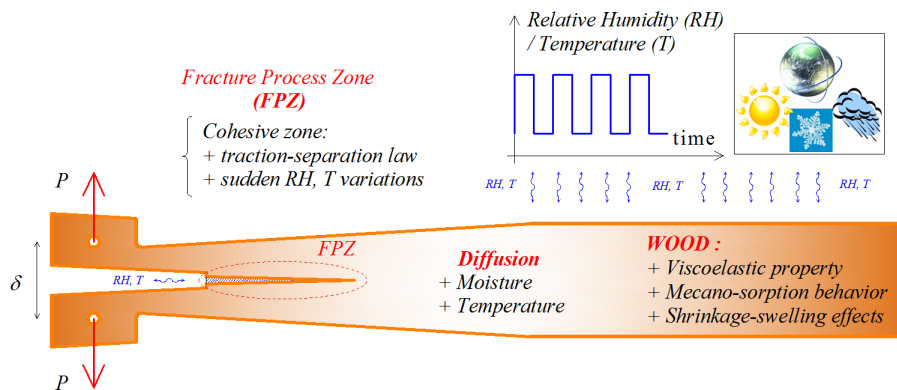 Relative Humidity (RH)
/ Temperature (T)
time
Fracture Process Zone
(FPZ)
Cohesive zone:
+ traction-separation law
+ sudden RH, T variations
RH, T
RH, T
RH, T
P
FPZ
RH, T
δ
Diffusion
+ Moisture
+ Temperature
WOOD :
+ Viscoelastic property
+ Mecano-sorption behavior
+ Shrinkage-swelling effects
P